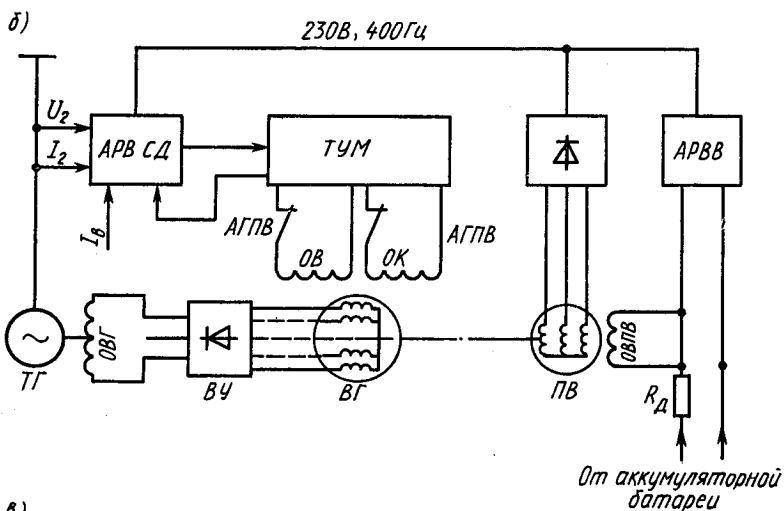 б)
230В, 400Гц
U2
I2
АРВ СД
ТУМ
АРВВ
Iв
АГПВ
ОВ
ОК
АГПВ
ОВГ
ТГ
ВУ
ВГ
ПВ
ОВПВ
Rд
От аккумуляторной
батареи
в)